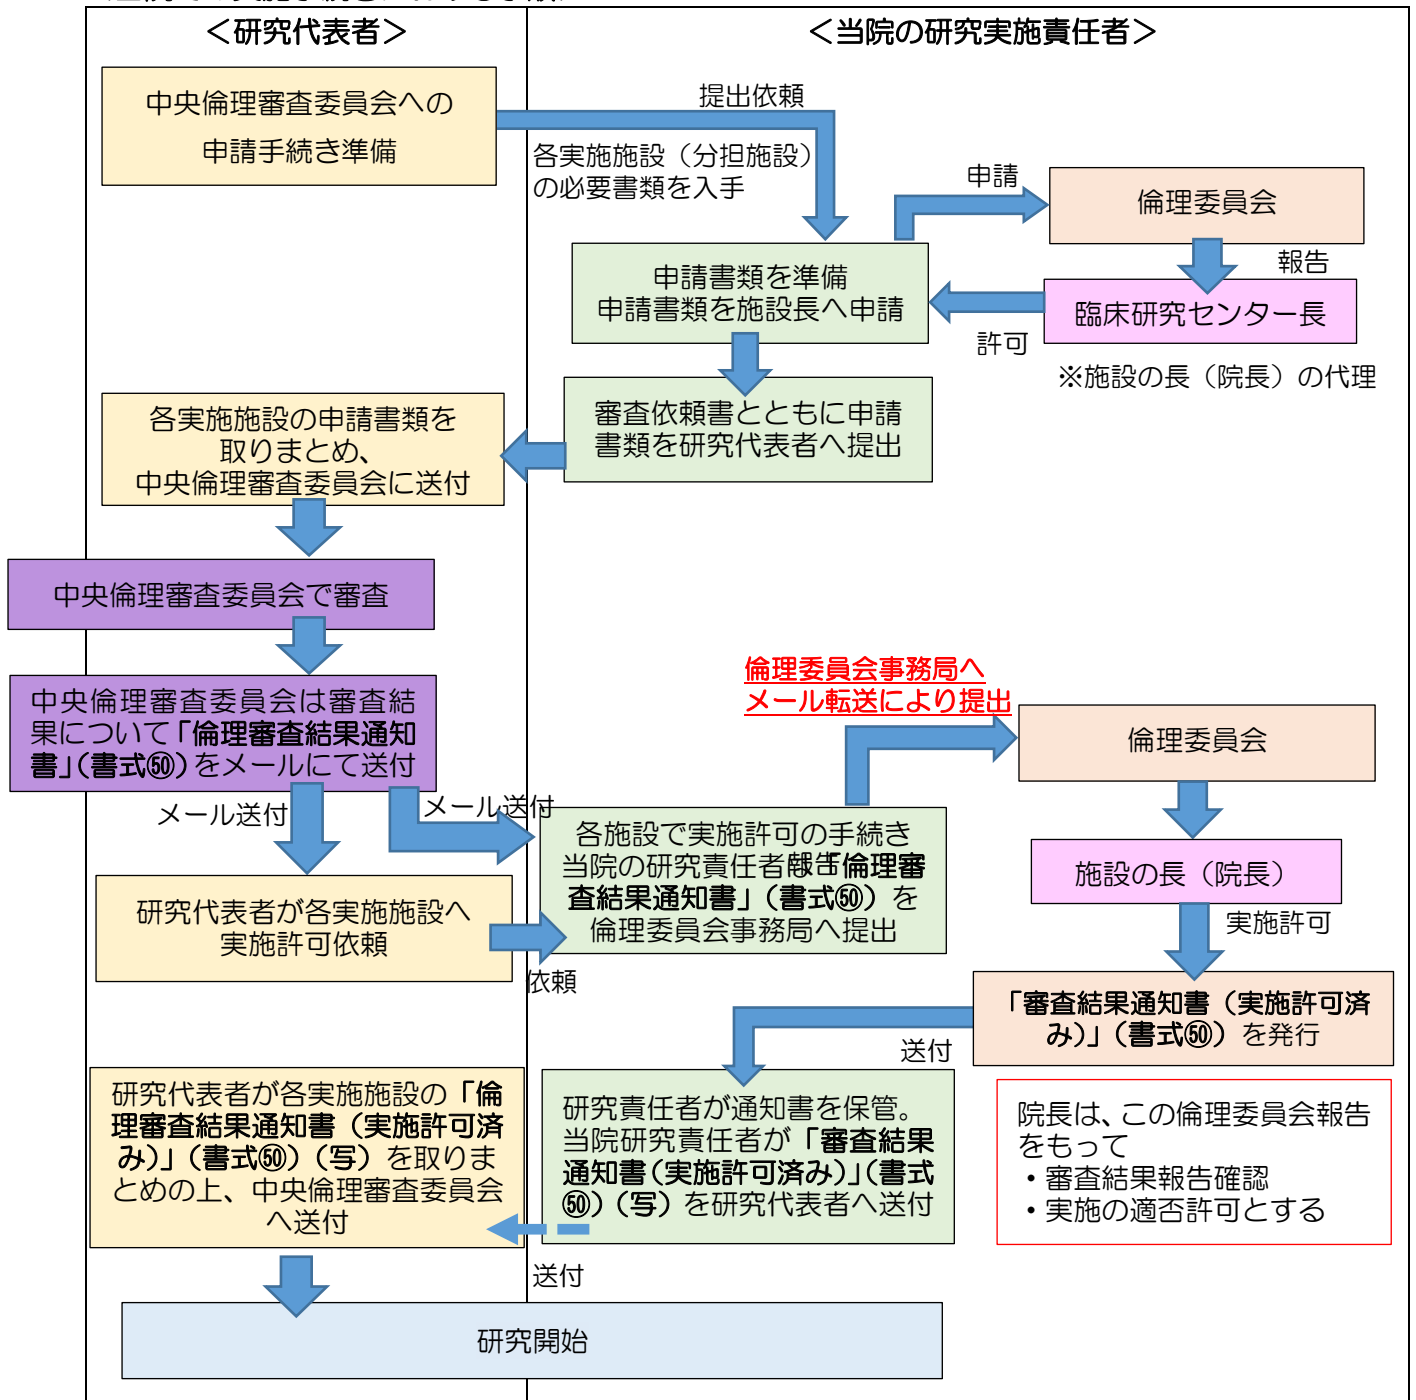 ＜研究代表者＞
＜当院の研究実施責任者＞
中央倫理審査委員会への
申請手続き準備
提出依頼
各実施施設（分担施設）
の必要書類を入手
申請
倫理委員会
報告
申請書類を準備
申請書類を施設長へ申請
臨床研究センター長
許可
※施設の長（院長）の代理
審査依頼書とともに申請
書類を研究代表者へ提出
各実施施設の申請書類を
取りまとめ、
中央倫理審査委員会に送付
中央倫理審査委員会で審査
中央倫理審査委員会は審査結
果について「倫理審査結果通知
書」（書式㊿）をメールにて送付
メール送付
メール送付
倫理委員会事務局へ
メール転送により提出
倫理委員会
各施設で実施許可の手続き
当院の研究責任者「倫理審
査結果通知書」（書式㊿）を
倫理委員会事務局へ提出
施設の長（院長）
実施許可
研究代表者が各実施施設へ
実施許可依頼
依頼
「審査結果通知書（実施許可済
み）」（書式㊿）を発行
送付
研究責任者が通知書を保管。
当院研究責任者が「審査結果
通知書（実施許可済み）」（書式
㊿）（写）を研究代表者へ送付
研究代表者が各実施施設の「倫
理審査結果通知書（実施許可済
み）」（書式㊿）（写）を取りま
とめの上、中央倫理審査委員会
へ送付
送付
院長は、この倫理委員会報告
をもって
・審査結果報告確認
・実施の適否許可とする
研究開始